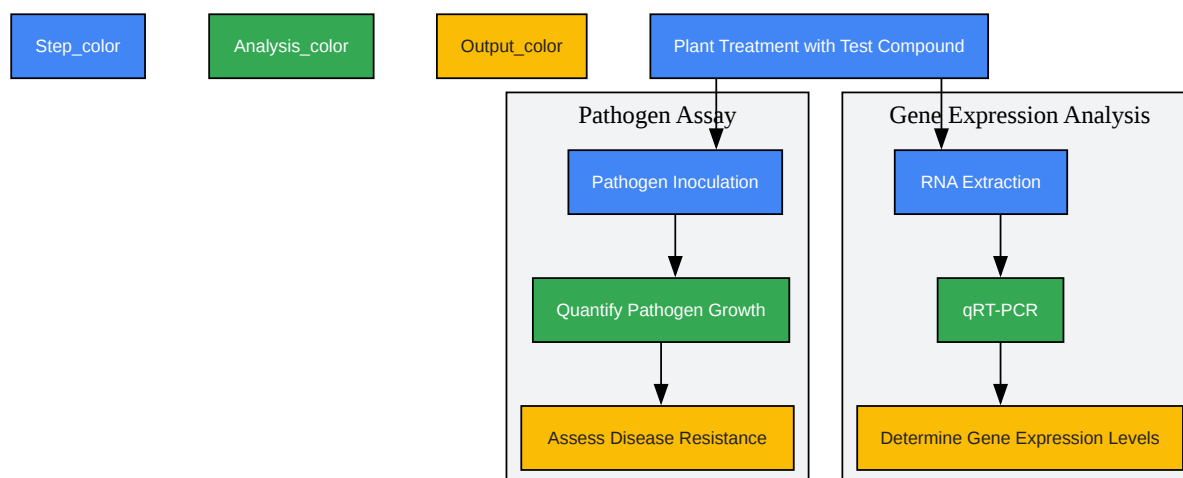 Step_color
Analysis_color
Output_color
Plant Treatment with Test Compound
Pathogen Assay
Pathogen Inoculation
Quantify Pathogen Growth
Assess Disease Resistance
Gene Expression Analysis
RNA Extraction
qRT-PCR
Determine Gene Expression Levels